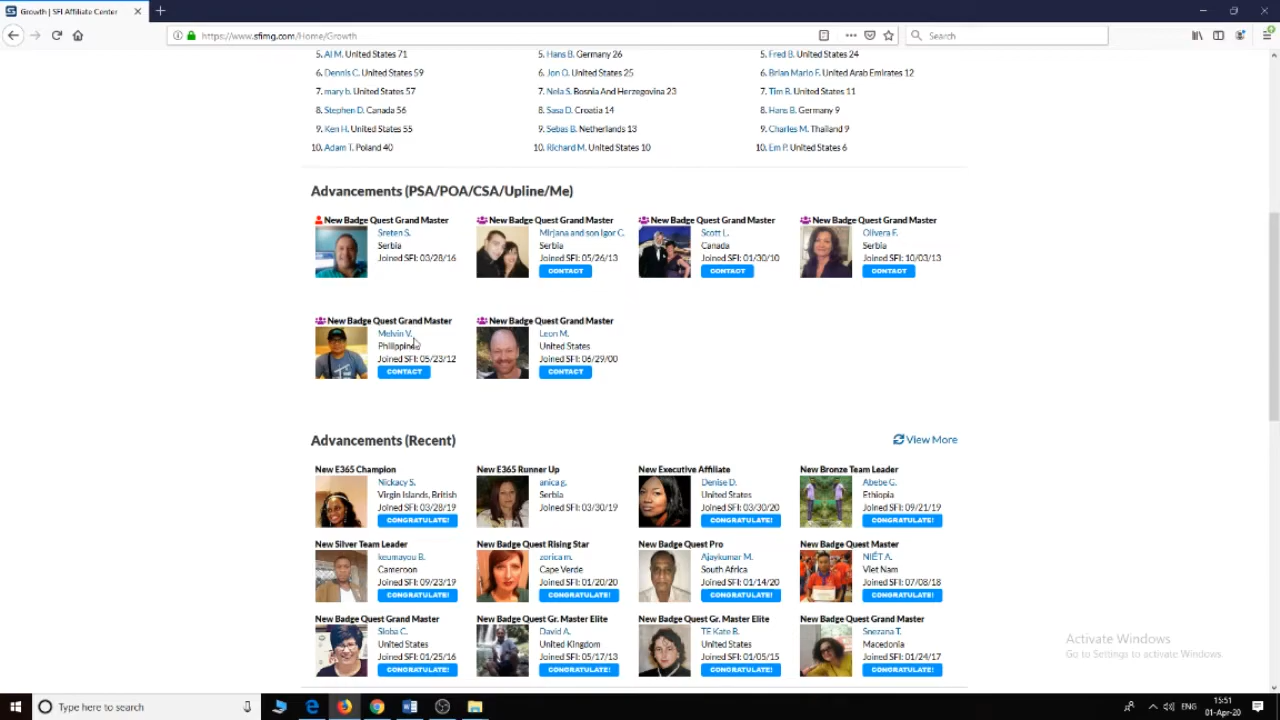 Growth | SFI Affiliate Center
https://www.sfimg.com/Home/Growth
Search
5. Al M. United States 71
5. Hans B. Germany 26
5. Fred B. United States 24
6. Dennis C. United States 59
6. Jon O. United States 25
6. Brian Mario F. United Arab Emirates 12
7. mary b. United States 57
7. Nela S. Bosnia And Herzegovina 23
7. Tim B. United States 11
8. Stephen D. Canada 56
8. Sasa D. Croatia 14
8. Hans B. Germany 9
9. Ken H. United States 55
9. Sebas B. Netherlands 13
9. Charles M. Thailand 9
10. Adam T. Poland 40
10. Richard M. United States 10
10. Em P. United States 6
Advancements (PSA/POA/CSA/Upline/Me)
New Badge Quest Grand Master
Sreten S.
Serbia
Joined SFI: 03/28/16
New Badge Quest Grand Master
Mirjana and son Igor C.
Serbia
Joined SFI: 05/26/13
CONTACT
New Badge Quest Grand Master
Scott L.
Canada
Joined SFI: 01/30/10
CONTACT
New Badge Quest Grand Master
Olivera F.
Serbia
Joined SFI: 10/03/13
CONTACT
New Badge Quest Grand Master
Melvin V.
Philippines
Joined SFI: 05/23/12
CONTACT
New Badge Quest Grand Master
Leon M.
United States
Joined SFI: 06/29/00
CONTACT
Advancements (Recent)
View More
New E365 Champion
Nickacy S.
Virgin Islands, British
Joined SFI: 03/28/19
CONGRATULATE!
New E365 Runner Up
anica g.
Serbia
Joined SFI: 03/30/19
New Executive Affiliate
Denise D.
United States
Joined SFI: 03/30/20
CONGRATULATE!
New Bronze Team Leader
Abebe G.
Ethiopia
Joined SFI: 09/21/19
CONGRATULATE!
New Silver Team Leader
keumayou B.
Cameroon
Joined SFI: 09/23/19
CONGRATULATE!
New Badge Quest Rising Star
zorica m.
Cape Verde
Joined SFI: 01/20/20
CONGRATULATE!
New Badge Quest Pro
Ajaykumar M.
South Africa
Joined SFI: 01/14/20
CONGRATULATE!
New Badge Quest Master
NIẾT A.
Viet Nam
Joined SFI: 07/08/18
CONGRATULATE!
New Badge Quest Grand Master
Sloba C.
United States
Joined SFI: 01/25/16
CONGRATULATE!
New Badge Quest Gr. Master Elite
David A.
United Kingdom
Joined SFI: 05/17/13
CONGRATULATE!
New Badge Quest Gr. Master Elite
TE Kate B.
United States
Joined SFI: 01/05/15
CONGRATULATE!
New Badge Quest Grand Master
Snezana T.
Macedonia
Joined SFI: 01/24/17
CONGRATULATE!
Activate Windows
Go to Settings to activate Windows.
Type here to search
ENG
15:51
01-Apr-20